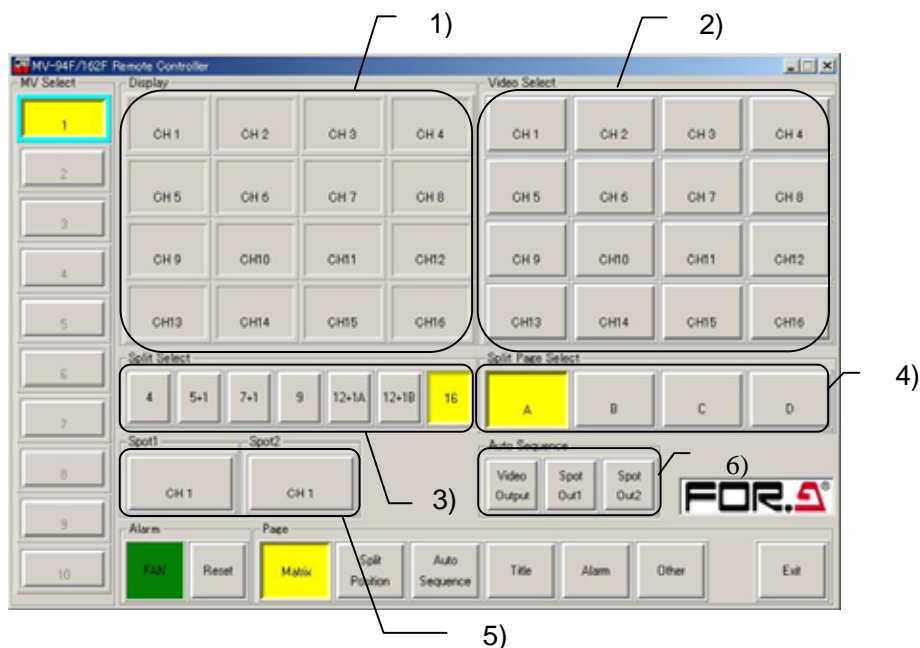 1) 2)
MV-94F/162F Remote Controller
MV Select Display Video Select
1 CH 1 CH 2 CH 3 CH 4 CH 1 CH 2 CH 3 CH 4
2
CH 5 CH 6 CH 7 CH 8 CH 5 CH 6 CH 7 CH 8
3
4 CH 9 CH10 CH11 CH12 CH 9 CH10 CH11 CH12
5 CH13 CH14 CH15 CH16 CH13 CH14 CH15 CH16
Split Select Split Page Select
6 4)
4 5+1 7+1 9 12+1A 12+1B 16 A B C D
7
Spot1 Spot2 Auto Sequence
8 CH 1 CH 1 3) Video Output Spot Out1 Spot Out2 6) FOR.A
9
Alarm Page
10 FAN Reset Matrix Split Position Auto Sequence Title Alarm Other Exit
5)